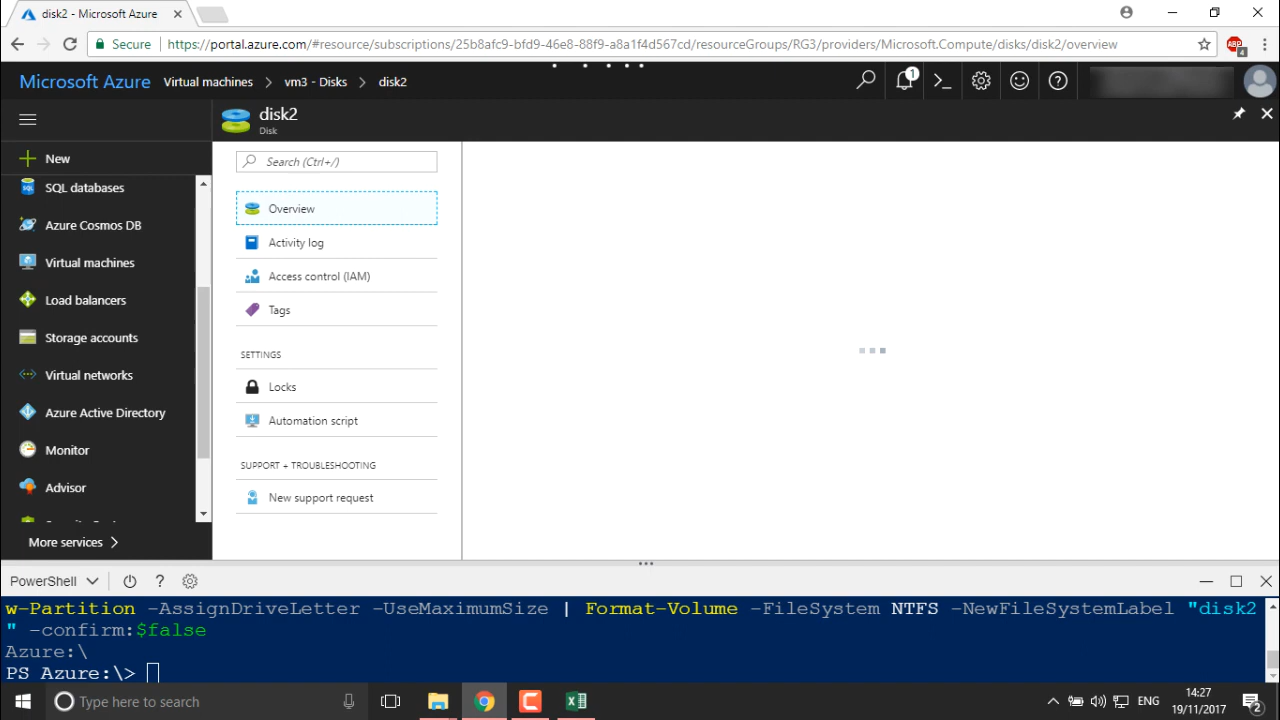 disk2 - Microsoft Azure
Secure
https://portal.azure.com/#resource/subscriptions/25b8afc9-bfd9-46e8-88f9-a8a1f4d567cd/resourceGroups/RG3/providers/Microsoft.Compute/disks/disk2/overview
ABP
4
Microsoft Azure
Virtual machines > vm3 - Disks > disk2
1
disk2
Disk
New
SQL databases
Azure Cosmos DB
Virtual machines
Load balancers
Storage accounts
Virtual networks
Azure Active Directory
Monitor
Advisor
More services >
Search (Ctrl+/)
Overview
Activity log
Access control (IAM)
Tags
SETTINGS
Locks
Automation script
SUPPORT + TROUBLESHOOTING
New support request
PowerShell
?
w-Partition -AssignDriveLetter -UseMaximumSize | Format-Volume -FileSystem NTFS -NewFileSystemLabel "disk2
" -confirm:$false
Azure:\
PS Azure:\>
Type here to search
ENG
14:27
19/11/2017
2